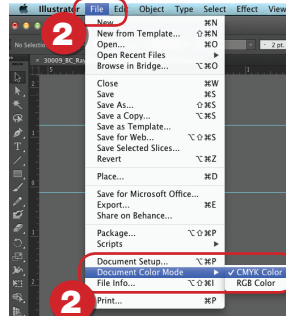 Illustrator File Edit Object Type Select Effect View
2
No Selection
2 pt.
× 30009_BC_Ray
New... ⌘N
New from Template... ⇧⌘N
Open... ⌘O
Open Recent Files ▶
Browse in Bridge... ⌥⌘O
Close ⌘W
Save ⌘S
Save As... ⇧⌘S
Save a Copy... ⌥⌘S
Save as Template...
Save for Web... ⌥⇧⌘S
Save Selected Slices...
Revert ⌥⌘Z
Place... ⌘D
Save for Microsoft Office...
Export... ⌘E
Share on Behance...
Package... ⌥⇧⌘P
Scripts ▶
Document Setup... ⌥⌘P
Document Color Mode ▶ ✓ CMYK Color
File Info... ⌥⇧⌘I RGB Color
2
Print... ⌘P